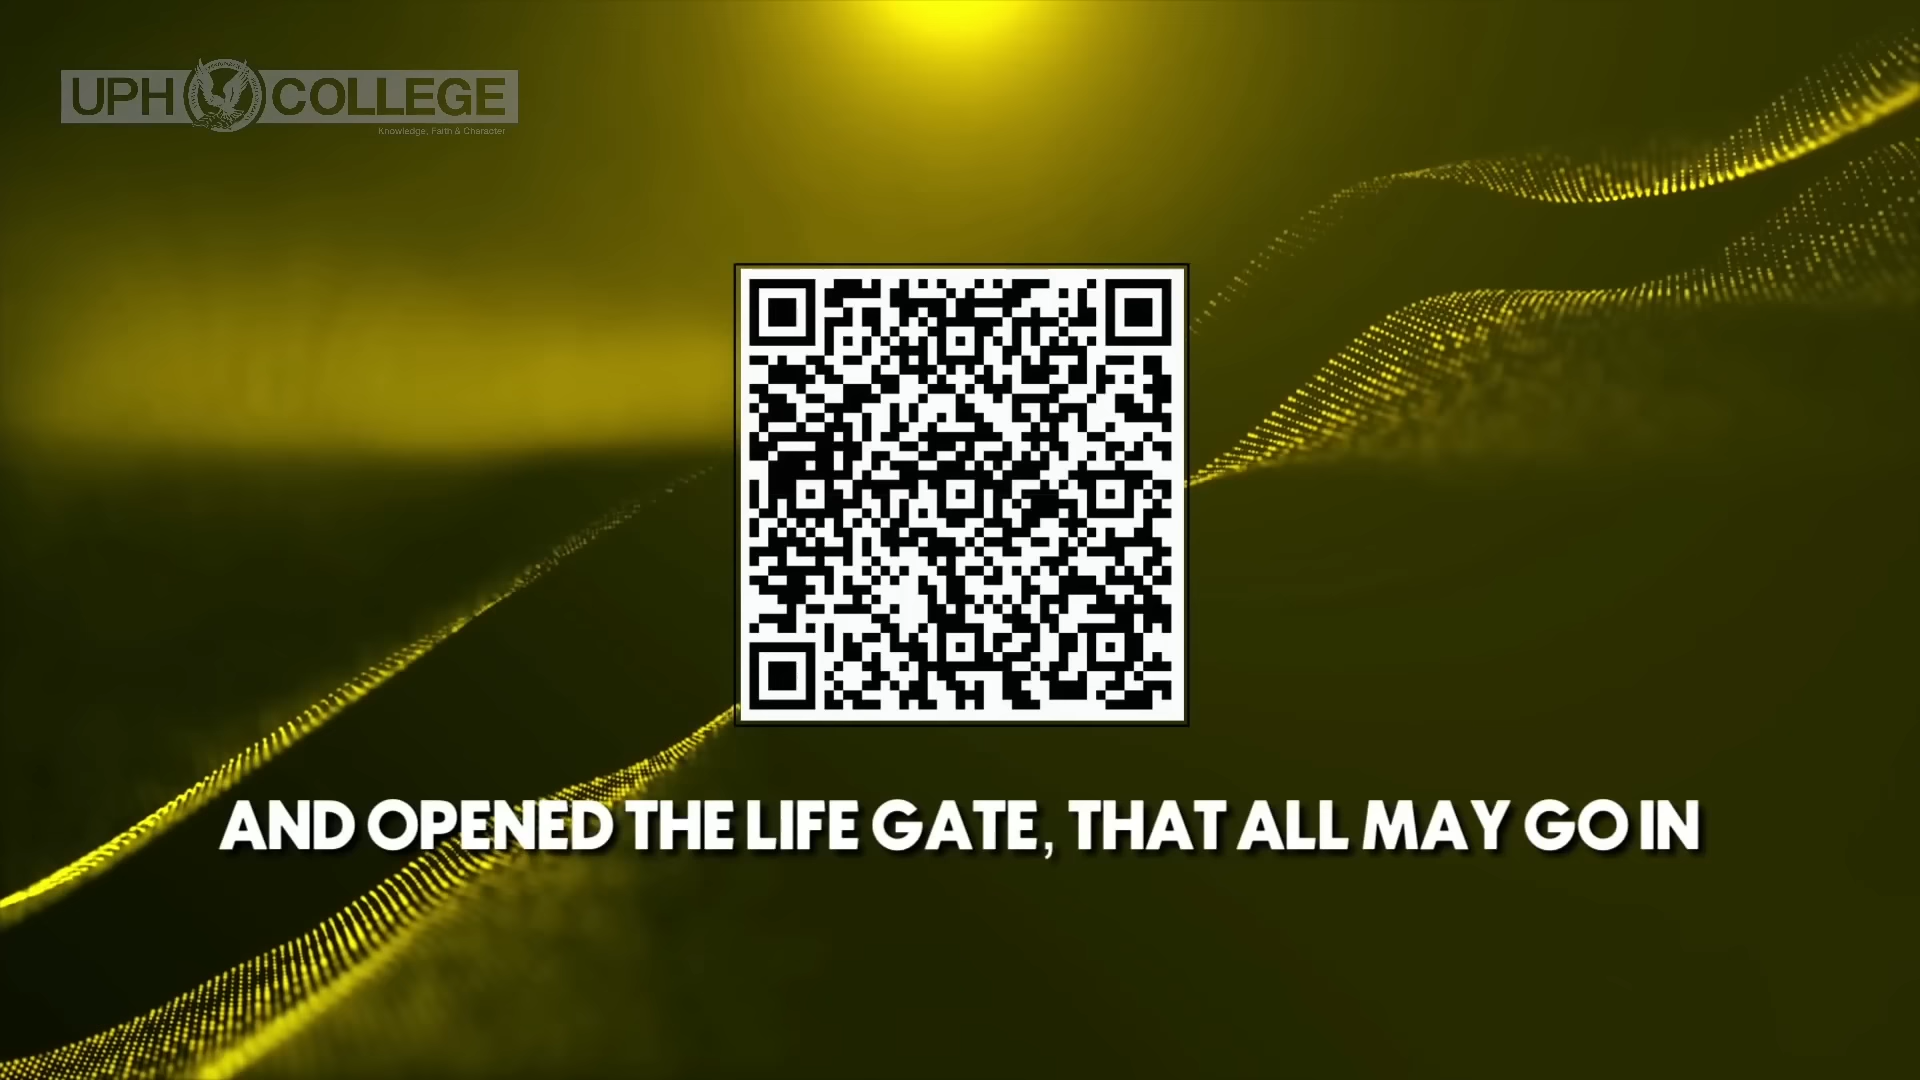 UPH COLLEGE
Knowledge, Faith & Character
AND OPENED THE LIFE GATE, THAT ALL MAY GO IN